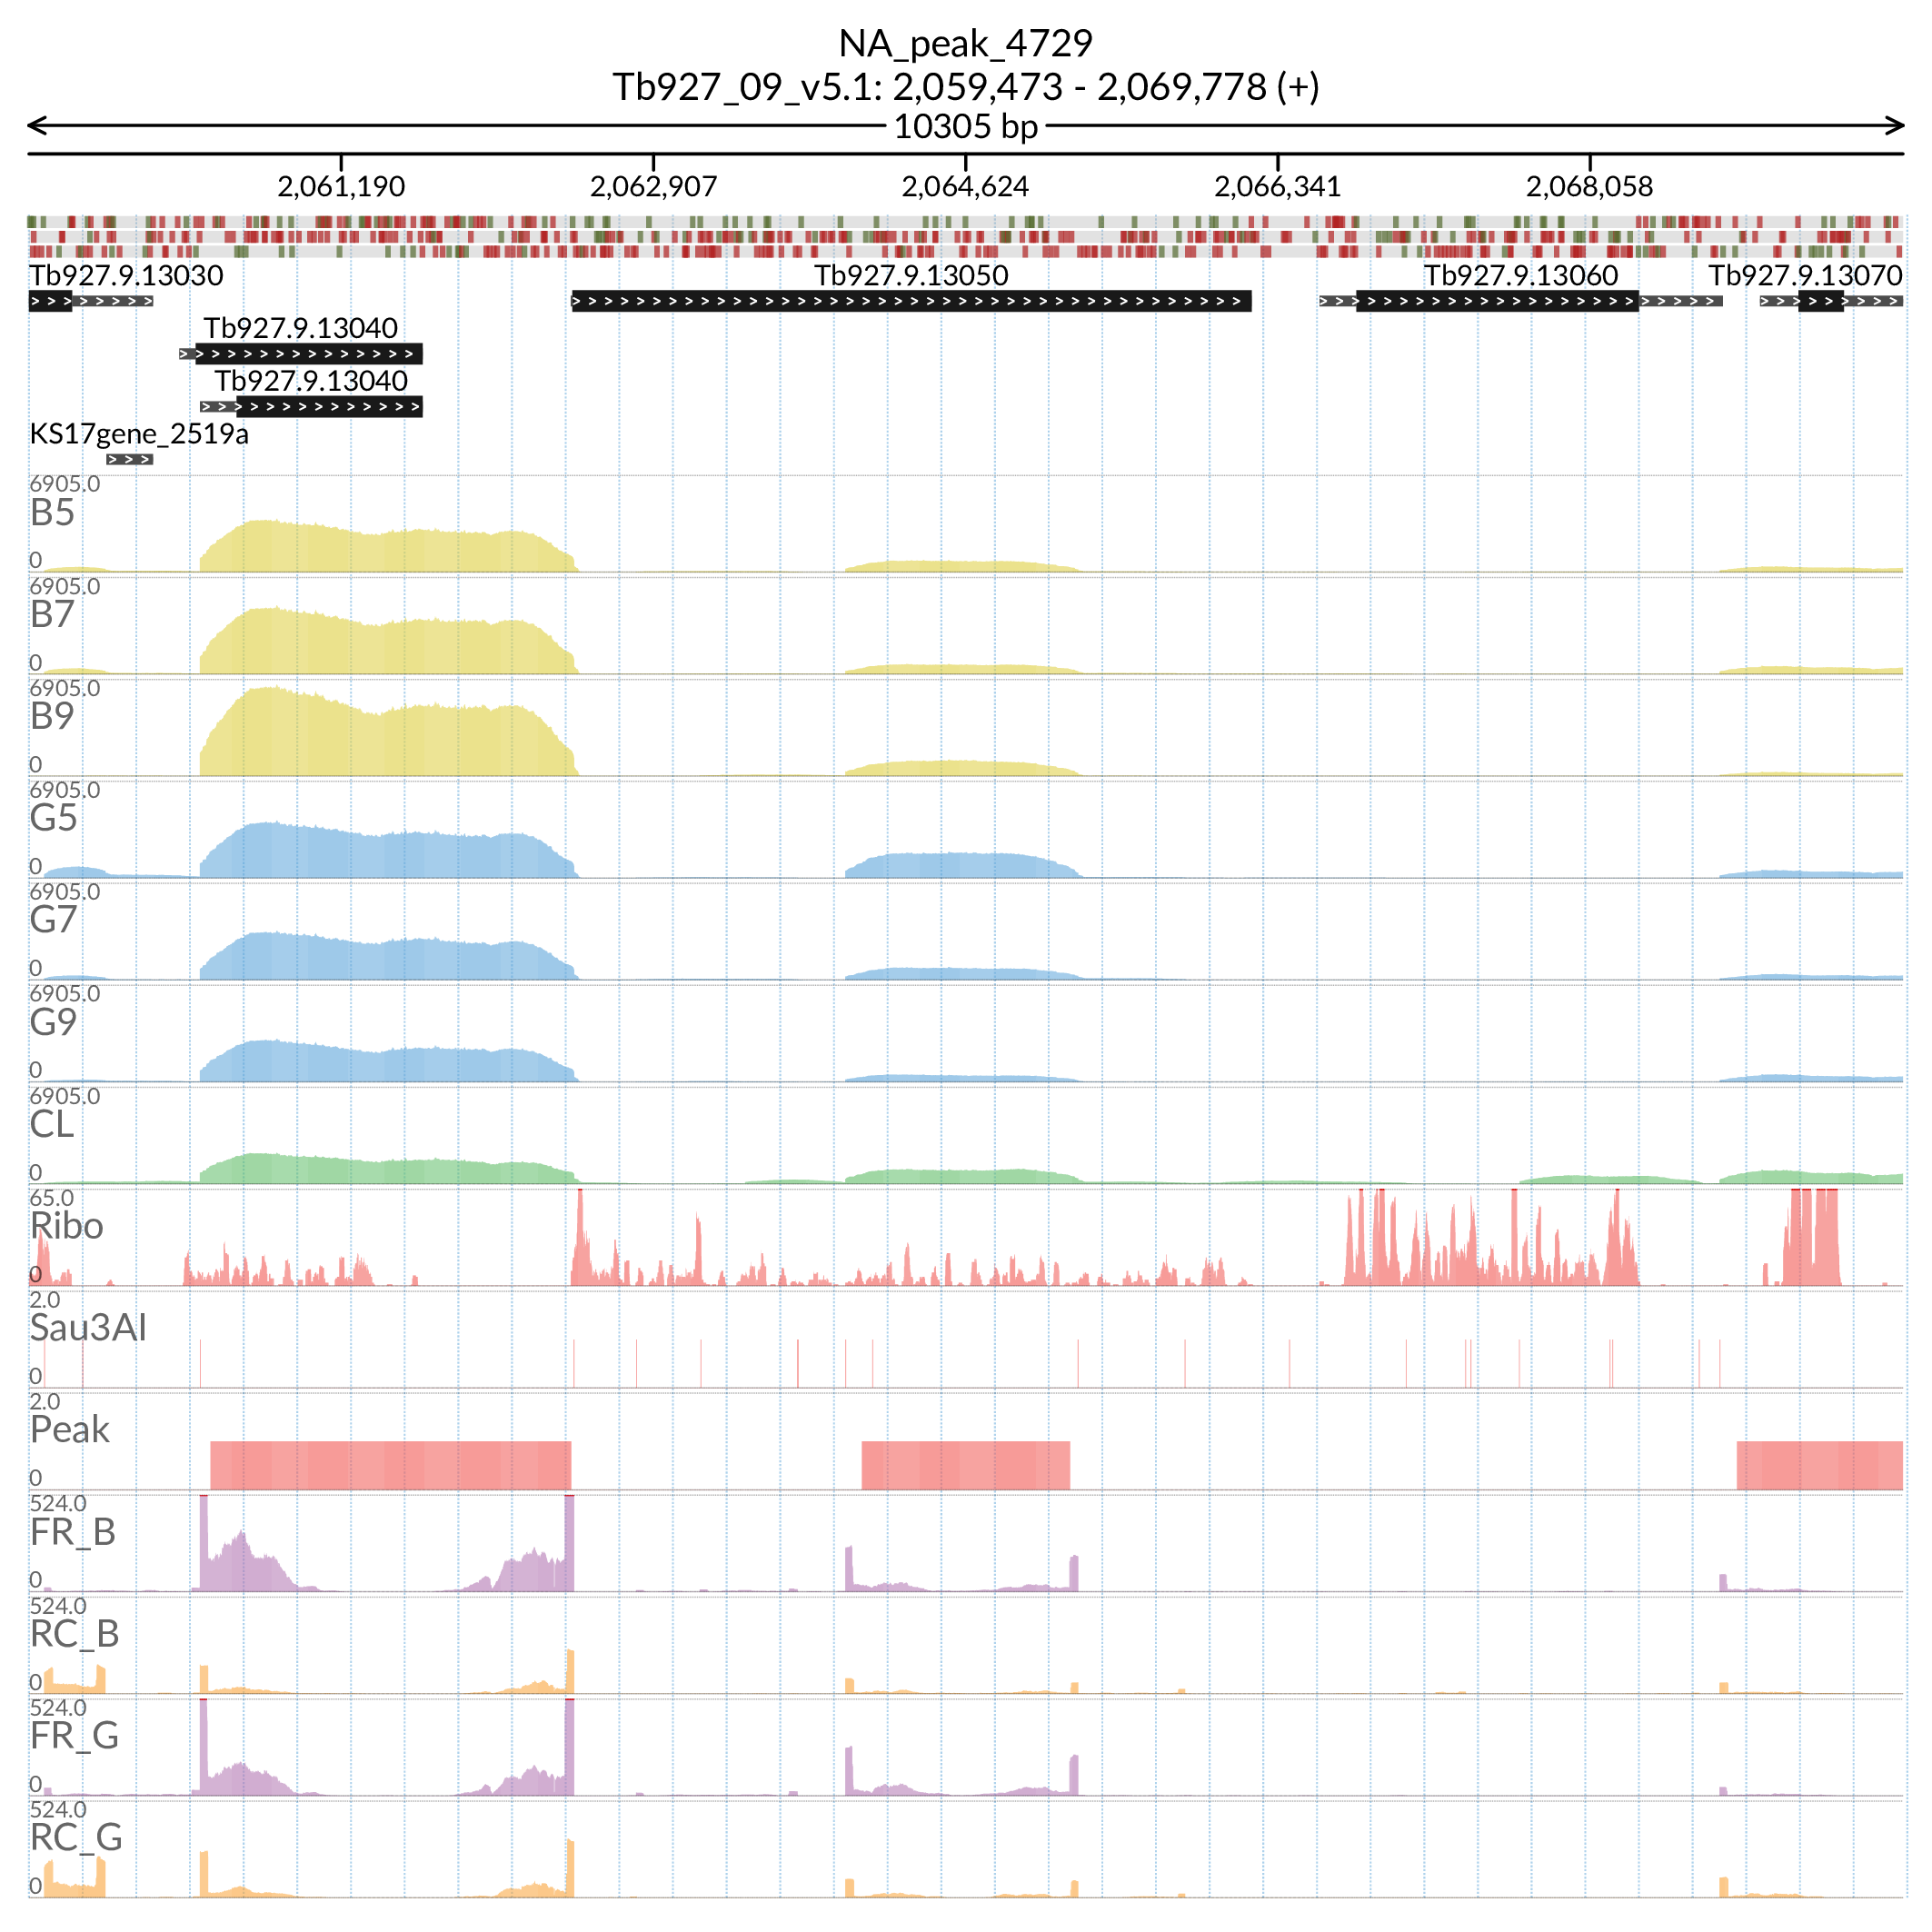 NA_peak_4729
Tb927_09_v5.1: 2,059,473 - 2,069,778 (+)
10305 bp
2,061,190 2,062,907 2,064,624 2,066,341 2,068,058
Tb927.9.13030 Tb927.9.13050 Tb927.9.13060 Tb927.9.13070
Tb927.9.13040
Tb927.9.13040
KS17gene_2519a
6905.0
B5
0
6905.0
B7
0
6905.0
B9
0
6905.0
G5
0
6905.0
G7
0
6905.0
G9
0
6905.0
CL
0
65.0
Ribo
0
2.0
Sau3AI
0
2.0
Peak
0
524.0
FR_B
0
524.0
RC_B
0
524.0
FR_G
0
524.0
RC_G
0